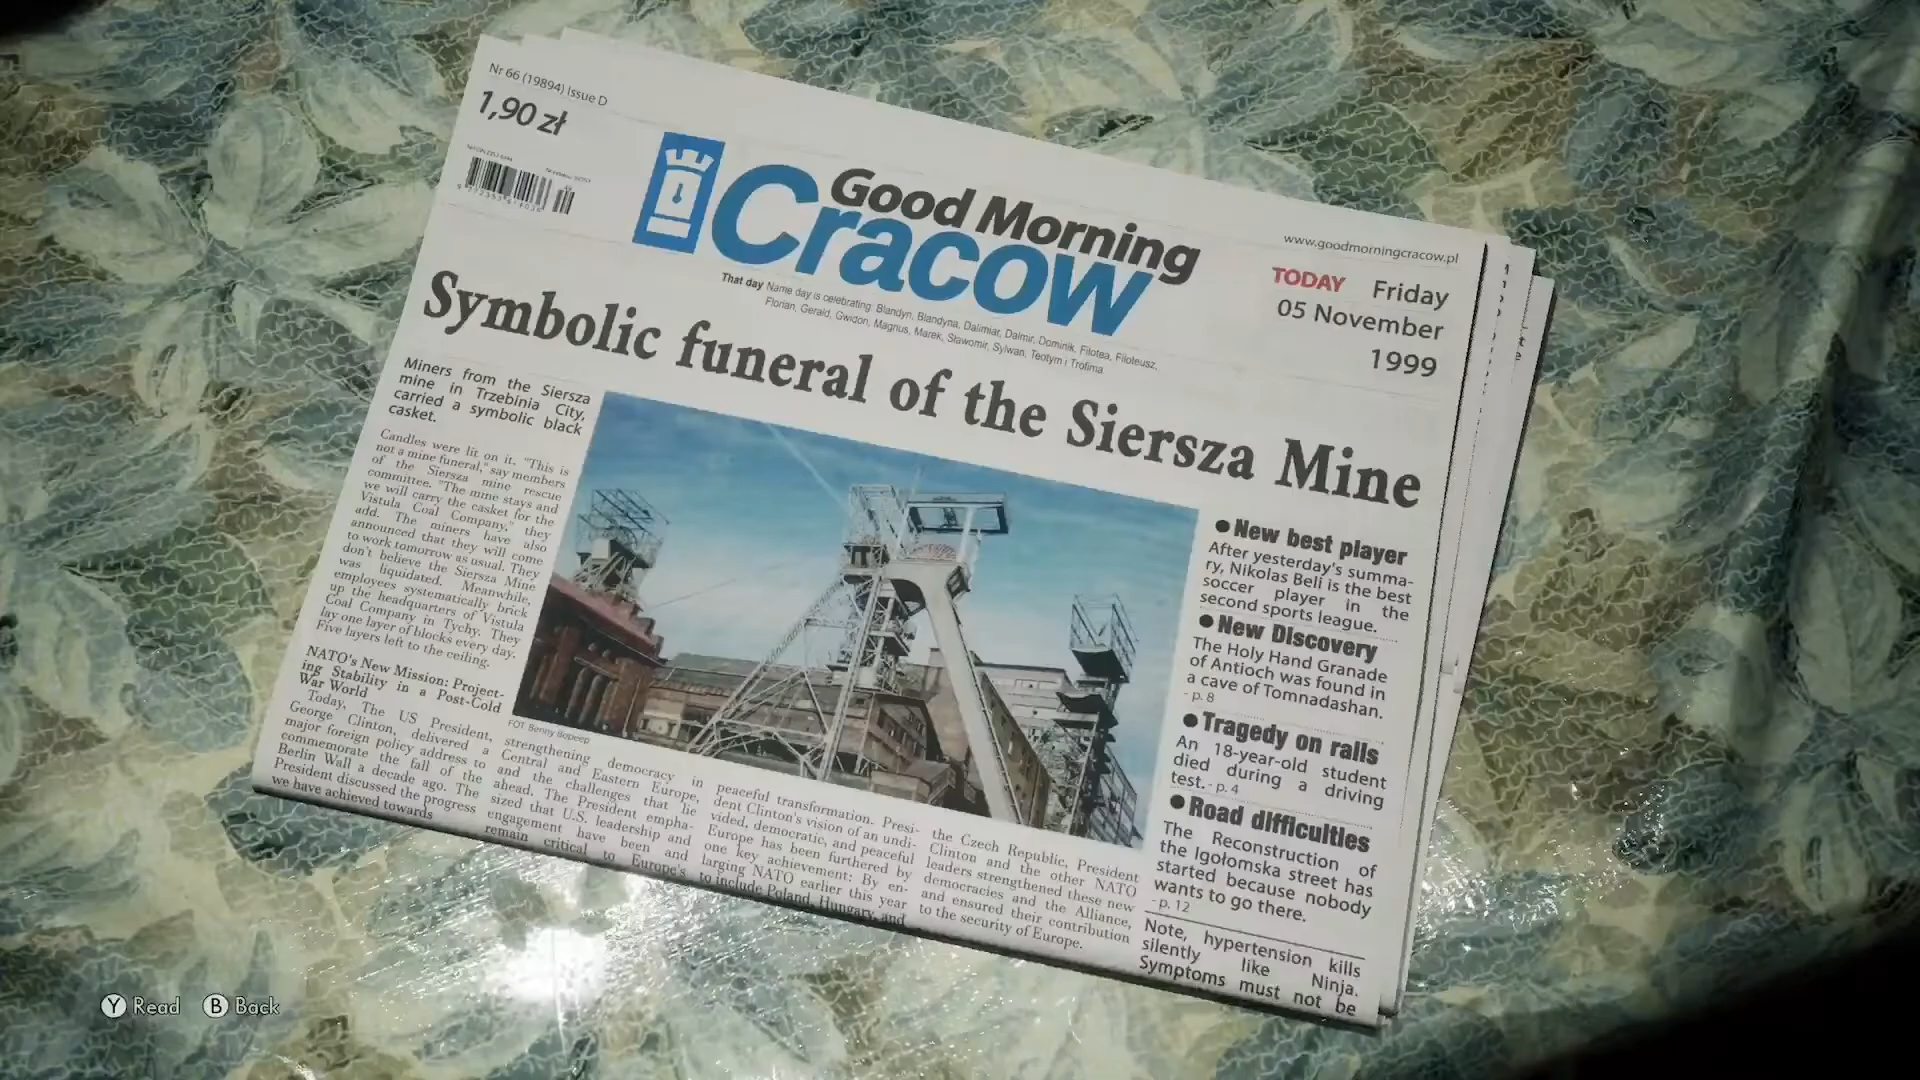 Nr 66 (19894) Issue D
1,90 zł
Good Morning
Cracow
www.goodmorningcracow.pl
TODAY Friday
05 November
1999
That day Name day is celebrating: Blandyn, Blandyna, Dalimiar, Dalmir, Dominik, Filotea, Filoteusz,
Florian, Gerald, Gwidon, Magnus, Marek, Sławomir, Sylwan, Teotym i Trofima.
Symbolic funeral of the Siersza Mine
Miners from the Siersza
mine in Trzebinia City,
carried a symbolic black
casket.
Candles were lit on it. "This is
not a mine funeral," say members
of the Siersza mine rescue
committee. "The mine stays and
we will carry the casket for the
Vistula Coal Company," they
add. The miners have also
announced that they will come
to work tomorrow as usual. They
don't believe the Siersza Mine
was liquidated. Meanwhile,
employees systematically brick
up the headquarters of Vistula
Coal Company in Tychy. They
lay one layer of blocks every day.
Five layers left to the ceiling.
NATO's New Mission: Project-
ing Stability in a Post-Cold
War World
Today, The US President,
George Clinton, delivered a
major foreign policy address to
commemorate the fall of the
Berlin Wall a decade ago. The
President discussed the progress
we have achieved towards
FOT. Benny Bopeep
strengthening democracy in
Central and Eastern Europe,
and the challenges that lie
ahead. The President empha-
sized that U.S. leadership and
engagement have been and
remain critical to Europe's
peaceful transformation. Presi-
dent Clinton's vision of an undi-
vided, democratic, and peaceful
Europe has been furthered by
one key achievement: By en-
larging NATO earlier this year
to include Poland, Hungary, and
the Czech Republic, President
Clinton and the other NATO
leaders strengthened these new
democracies and the Alliance,
and ensured their contribution
to the security of Europe.
● New best player
After yesterday's summa-
ry, Nikolas Beli is the best
soccer player in the
second sports league.
● New Discovery
The Holy Hand Granade
of Antioch was found in
a cave of Tomnadashan.
- p. 8
● Tragedy on rails
An 18-year-old student
died during a driving
test. - p. 4
● Road difficulties
The Reconstruction of
the Igołomska street has
started because nobody
wants to go there.
- p. 12
Note, hypertension kills
silently like Ninja.
Symptoms must not be
Y Read B Back